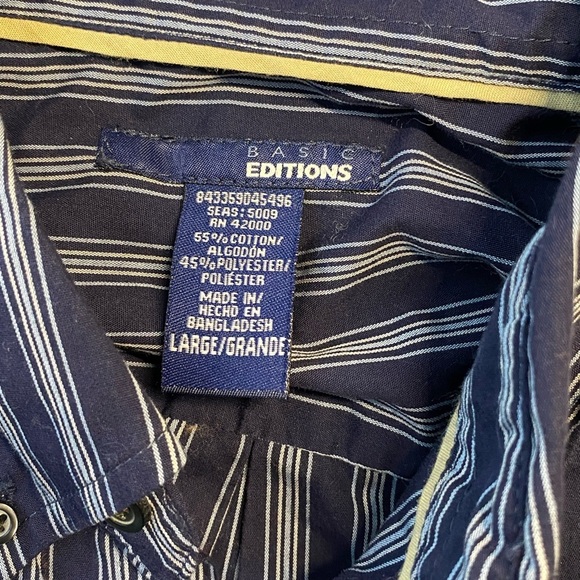 BASIC
EDITIONS
843359045496
SEAS: 5009
RN 42000
55% COTTON/
ALGODÓN
45% POLYESTER/
POLIÉSTER
MADE IN/
HECHO EN
BANGLADESH
LARGE/GRANDE